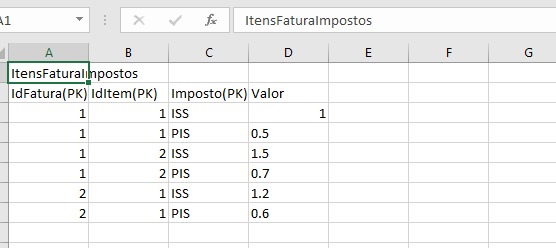 A1 ItensFaturaImpostos
A B C D E F G
ItensFaturaImpostos
IdFatura(PK) IdItem(PK) Imposto(PK) Valor
1 1 ISS 1
1 1 PIS 0.5
1 2 ISS 1.5
1 2 PIS 0.7
2 1 ISS 1.2
2 1 PIS 0.6